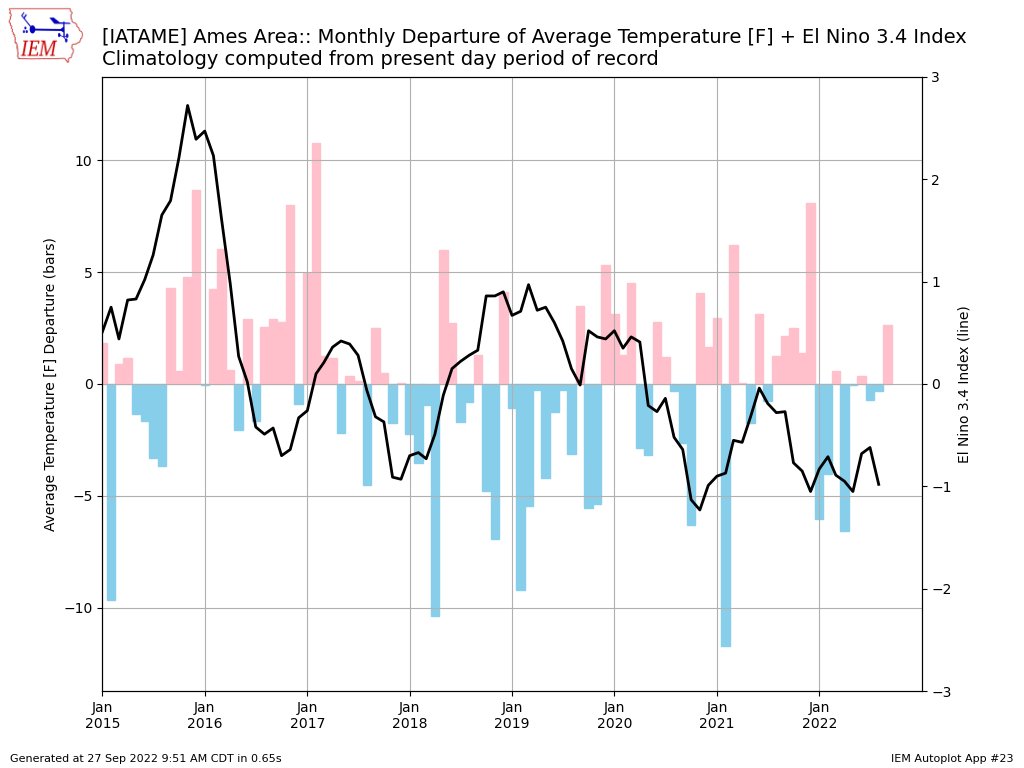 IEM
[IATAME] Ames Area:: Monthly Departure of Average Temperature [F] + El Nino 3.4 Index
Climatology computed from present day period of record
Average Temperature [F] Departure (bars)
10
5
0
−5
−10
3
2
1
0
−1
−2
−3
El Nino 3.4 Index (line)
Jan Jan Jan Jan Jan Jan Jan Jan
2015 2016 2017 2018 2019 2020 2021 2022
Generated at 27 Sep 2022 9:51 AM CDT in 0.65s
IEM Autoplot App #23